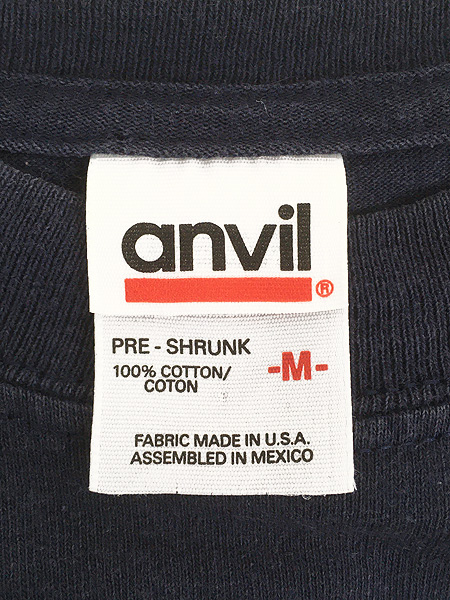 anvil®
PRE - SHRUNK
100% COTTON/
COTON
-M-
FABRIC MADE IN U.S.A.
ASSEMBLED IN MEXICO